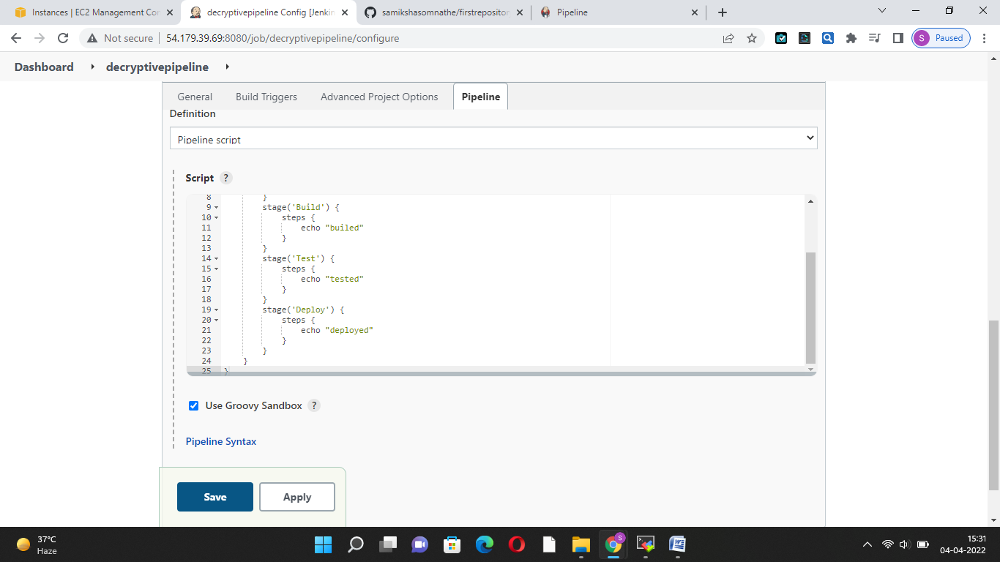 Instances | EC2 Management Con
decryptivepipeline Config [Jenkin
samikshasomnathe/firstrepositor
Pipeline
Not secure
54.179.39.69:8080/job/decryptivepipeline/configure
S
Paused
Dashboard
decryptivepipeline
General
Build Triggers
Advanced Project Options
Pipeline
Definition
Pipeline script
Script ?
8 }
9 stage('Build') {
10 steps {
11 echo "builed"
12 }
13 }
14 stage('Test') {
15 steps {
16 echo "tested"
17 }
18 }
19 stage('Deploy') {
20 steps {
21 echo "deployed"
22 }
23 }
24 }
25 }
Use Groovy Sandbox ?
Pipeline Syntax
Save
Apply
37°C
Haze
S
15:31
04-04-2022